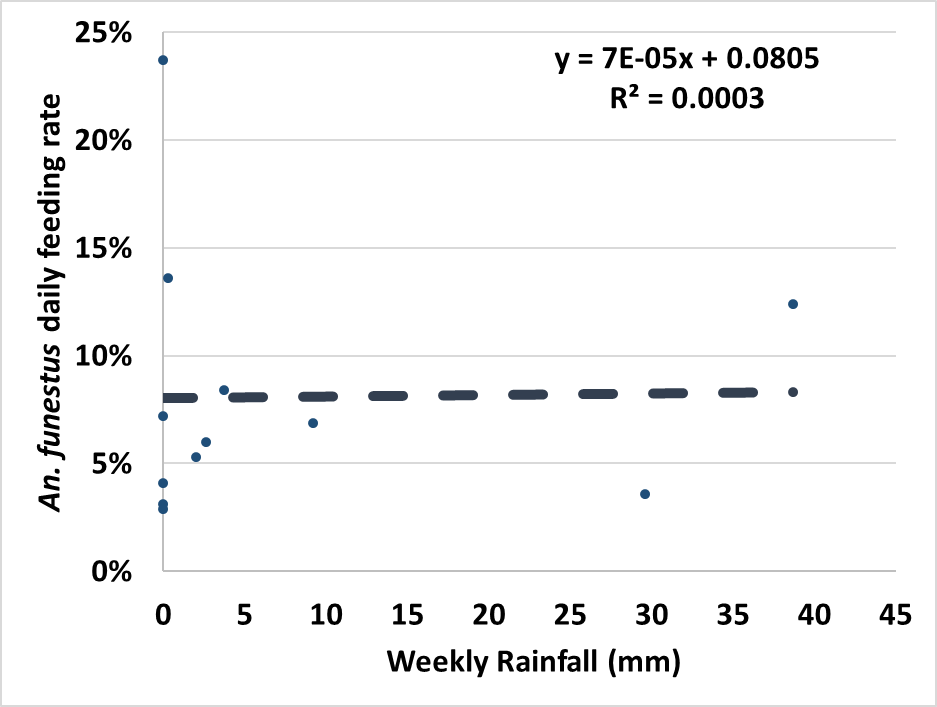 y = 7E-05x + 0.0805
R² = 0.0003
An. funestus daily feeding rate
25%
20%
15%
10%
5%
0%
0 5 10 15 20 25 30 35 40 45
Weekly Rainfall (mm)